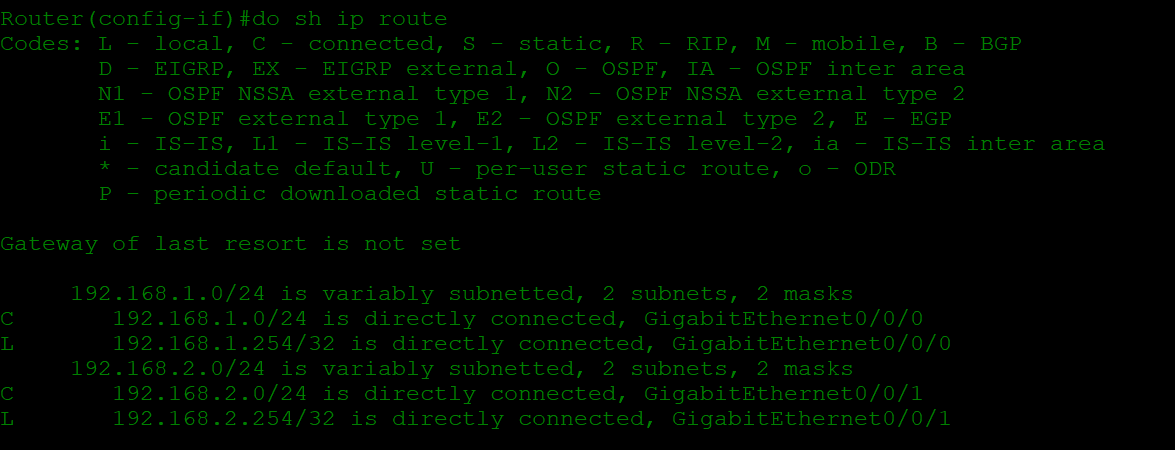 Router(config-if)#do sh ip route
Codes: L - local, C - connected, S - static, R - RIP, M - mobile, B - BGP
       D - EIGRP, EX - EIGRP external, O - OSPF, IA - OSPF inter area
       N1 - OSPF NSSA external type 1, N2 - OSPF NSSA external type 2
       E1 - OSPF external type 1, E2 - OSPF external type 2, E - EGP
       i - IS-IS, L1 - IS-IS level-1, L2 - IS-IS level-2, ia - IS-IS inter area
       * - candidate default, U - per-user static route, o - ODR
       P - periodic downloaded static route

Gateway of last resort is not set

     192.168.1.0/24 is variably subnetted, 2 subnets, 2 masks
C       192.168.1.0/24 is directly connected, GigabitEthernet0/0/0
L       192.168.1.254/32 is directly connected, GigabitEthernet0/0/0
     192.168.2.0/24 is variably subnetted, 2 subnets, 2 masks
C       192.168.2.0/24 is directly connected, GigabitEthernet0/0/1
L       192.168.2.254/32 is directly connected, GigabitEthernet0/0/1